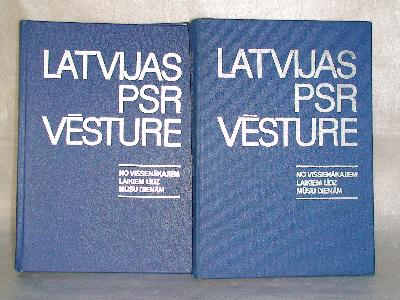 LATVIJAS
PSR
VĒSTURE
NO VISSENĀKAJIEM
LAIKIEM LĪDZ
MŪSU DIENĀM
LATVIJAS
PSR
VĒSTURE
NO VISSENĀKAJIEM
LAIKIEM LĪDZ
MŪSU DIENĀM